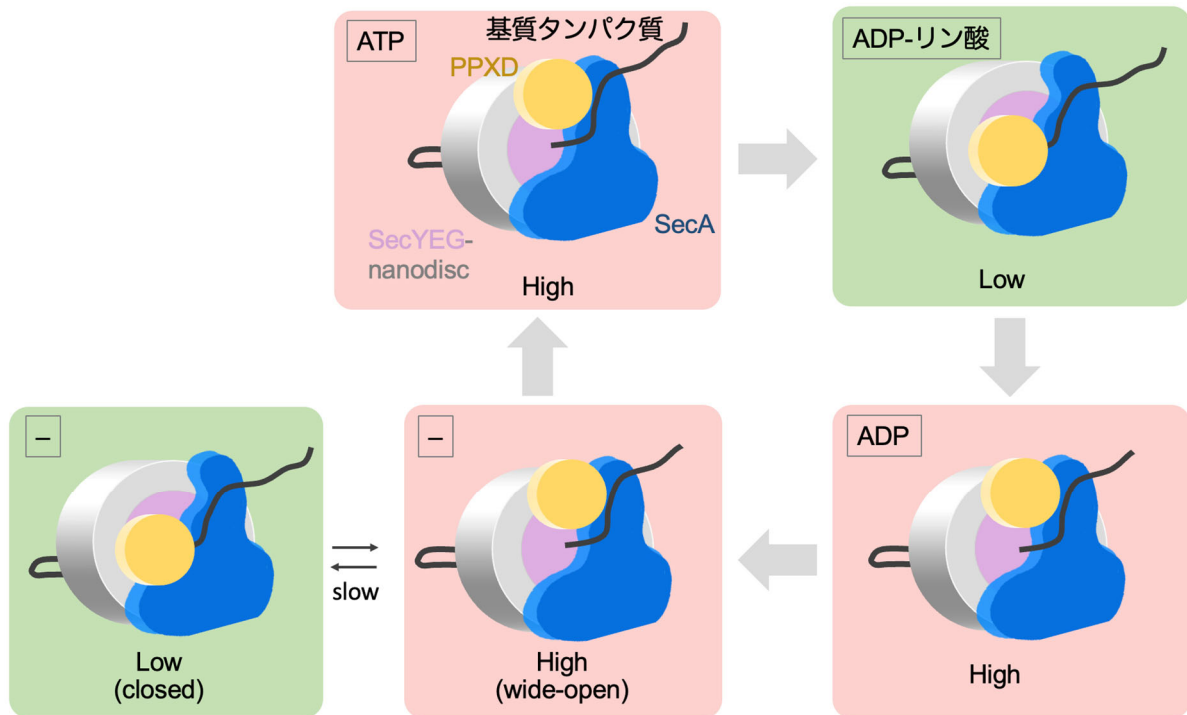 ATP
基質タンパク質
PPXD
SecYEG-
nanodisc
SecA
High
ADP-リン酸
Low
–
Low
(closed)
slow
–
High
(wide-open)
ADP
High